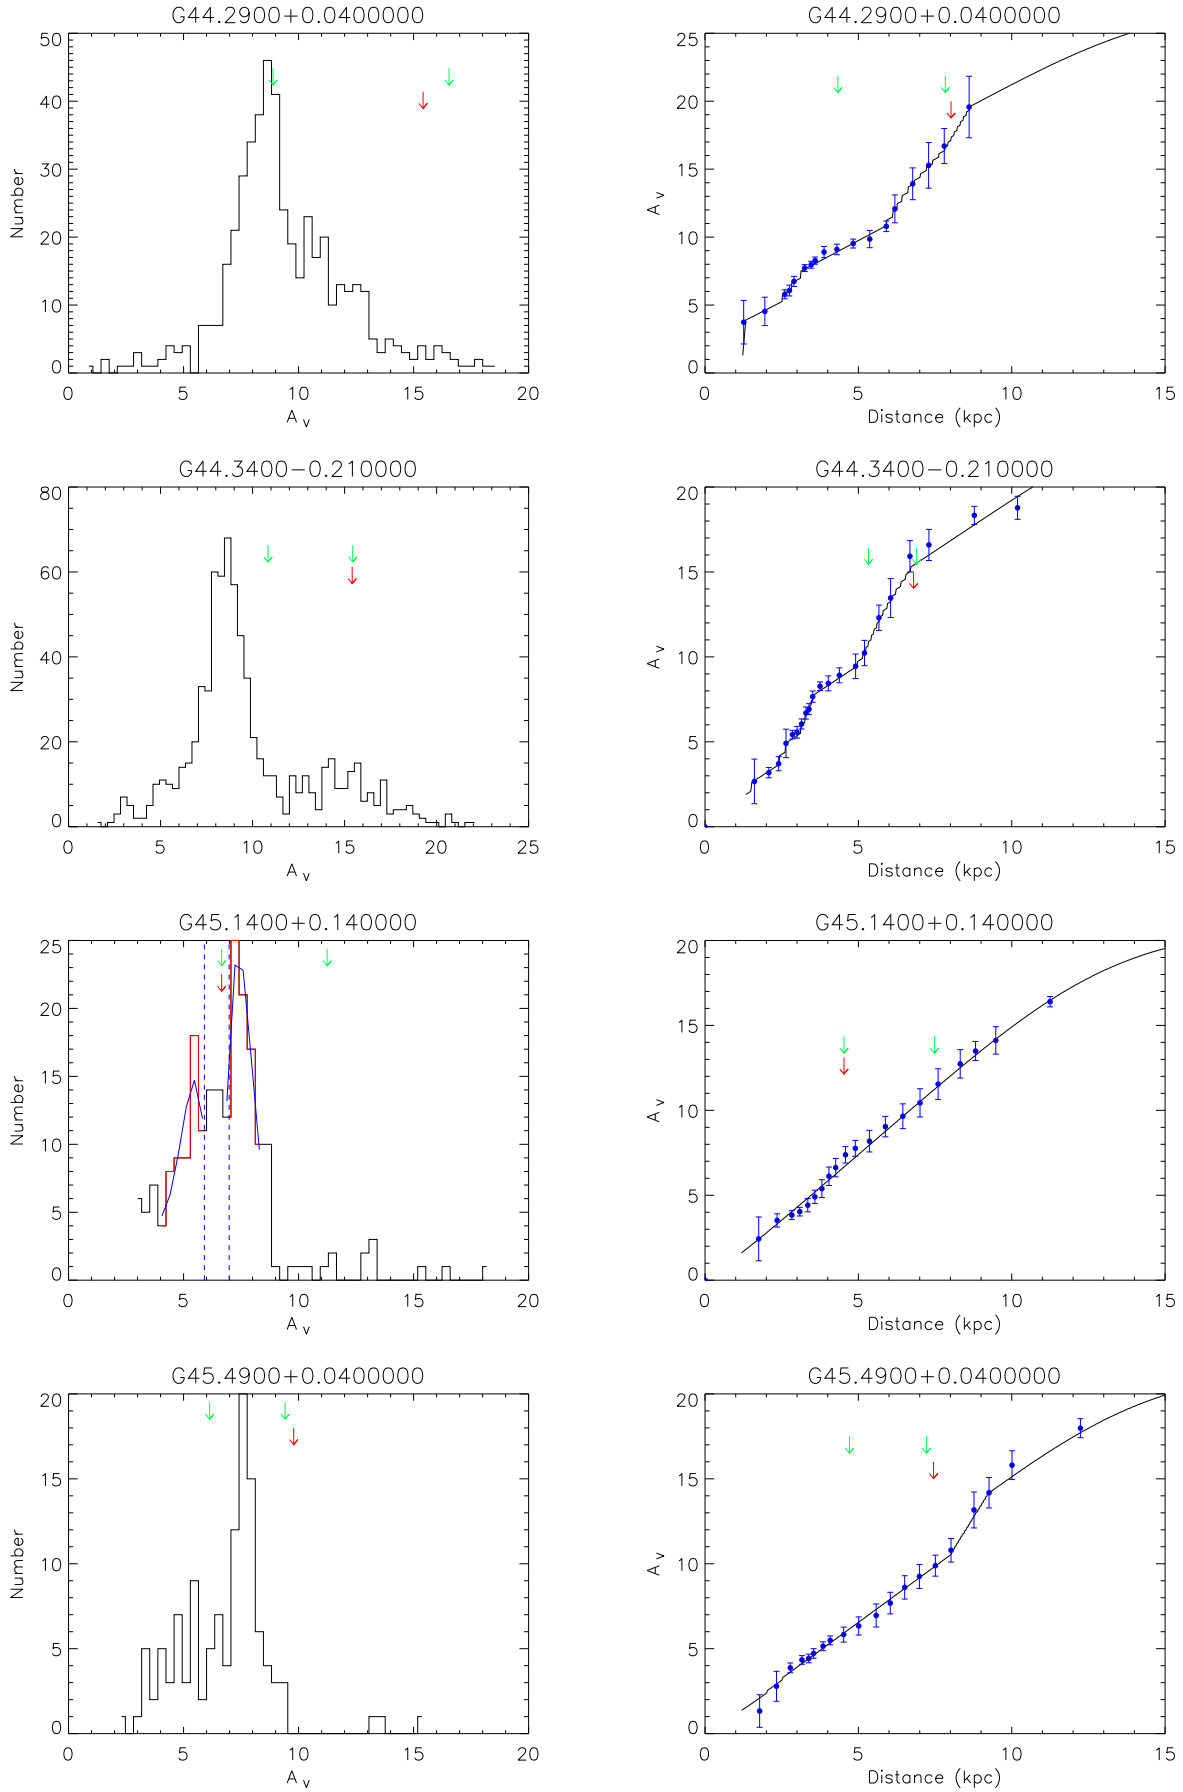 G44.2900+0.0400000
G44.2900+0.0400000
50
40
30
20
10
0
Number
0 5 10 15 20
A v
25
20
15
10
5
0
A v
0 5 10 15
Distance (kpc)
G44.3400−0.210000
G44.3400−0.210000
80
60
40
20
0
Number
0 5 10 15 20 25
A v
20
15
10
5
0
A v
0 5 10 15
Distance (kpc)
G45.1400+0.140000
G45.1400+0.140000
25
20
15
10
5
0
Number
0 5 10 15 20
A v
20
15
10
5
0
A v
0 5 10 15
Distance (kpc)
G45.4900+0.0400000
G45.4900+0.0400000
20
15
10
5
0
Number
0 5 10 15 20
A v
20
15
10
5
0
A v
0 5 10 15
Distance (kpc)